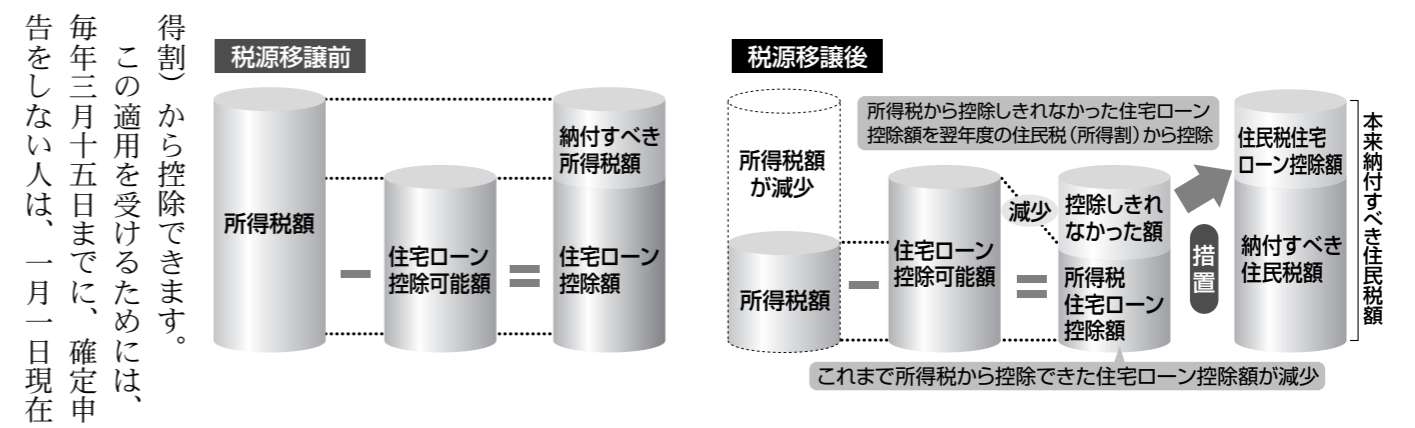 得割）から控除できます。
　この適用を受けるためには、
毎年三月十五日までに、確定申
告をしない人は、一月一日現在
税源移譲前
所得税額
−
住宅ローン
控除可能額
=
納付すべき
所得税額
住宅ローン
控除額
税源移譲後
所得税額
が減少
所得税額
−
住宅ローン
控除可能額
減少
=
控除しきれ
なかった額
所得税
住宅ローン
控除額
所得税から控除しきれなかった住宅ローン
控除額を翌年度の住民税（所得割）から控除
措置
住民税住宅
ローン控除額
納付すべき
住民税額
本来納付すべき住民税額
これまで所得税から控除できた住宅ローン控除額が減少